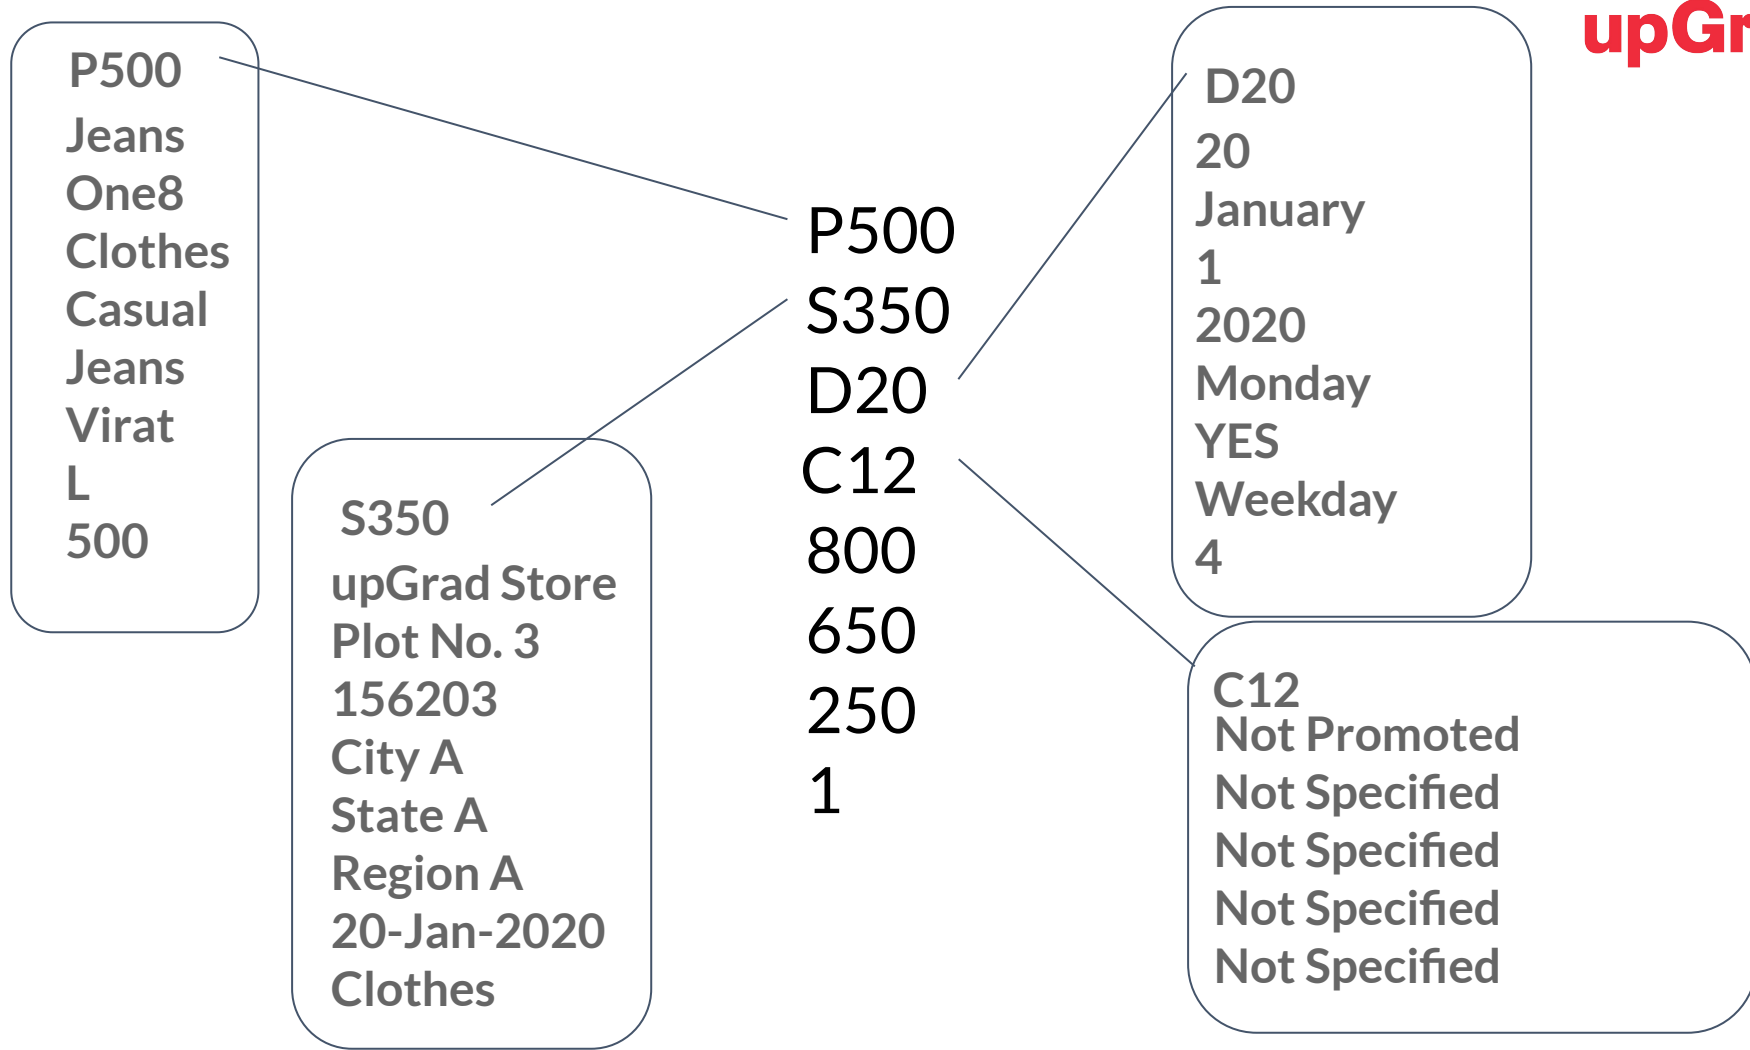 P500
Jeans
One8
Clothes
Casual
Jeans
Virat
L
500
S350
upGrad Store
Plot No. 3
156203
City A
State A
Region A
20-Jan-2020
Clothes
P500
S350
D20
C12
800
650
250
1
upGr
D20
20
January
1
2020
Monday
YES
Weekday
4
C12
Not Promoted
Not Specified
Not Specified
Not Specified
Not Specified